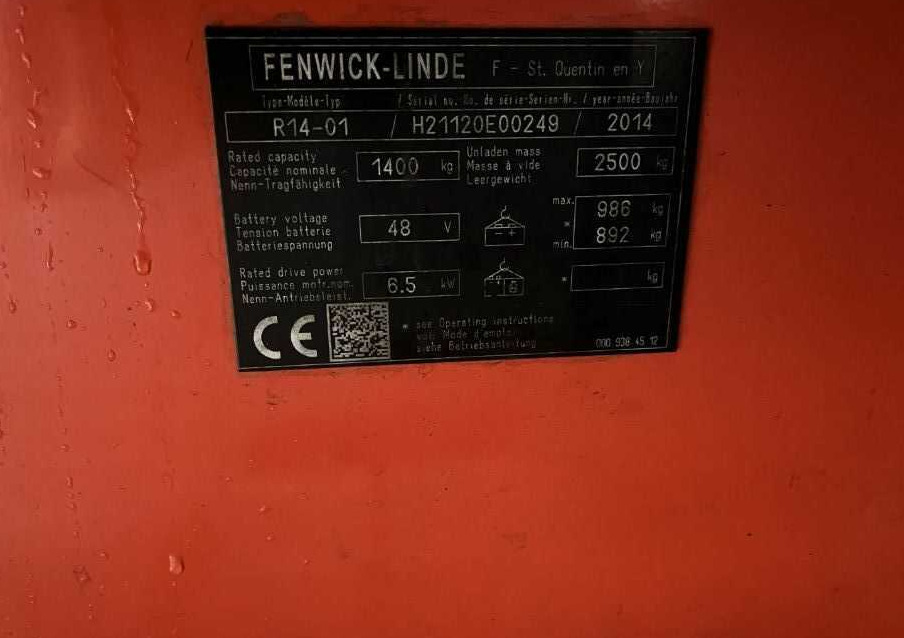 FENWICK-LINDE F - St. Quentin en Y
Type-Modèle-Typ / Serial no. No. de série-Serien-Nr. / year-année-Baujahr
R14-01 / H21120E00249 / 2014
Rated capacity
Capacité nominale
Nenn-Tragfähigkeit
1400 kg
Unladen mass
Masse à vide
Leergewicht
2500 kg
Battery voltage
Tension batterie
Batteriespannung
48 V
- +
max. 986 kg
*
min. 892 kg
Rated drive power
Puissance motr.nom.
Nenn-Antriebsleist.
6.5 kW
* kg
CE
* see Operating instructions
voir Mode d'emploi
siehe Betriebsanleitung
000 938 45 12